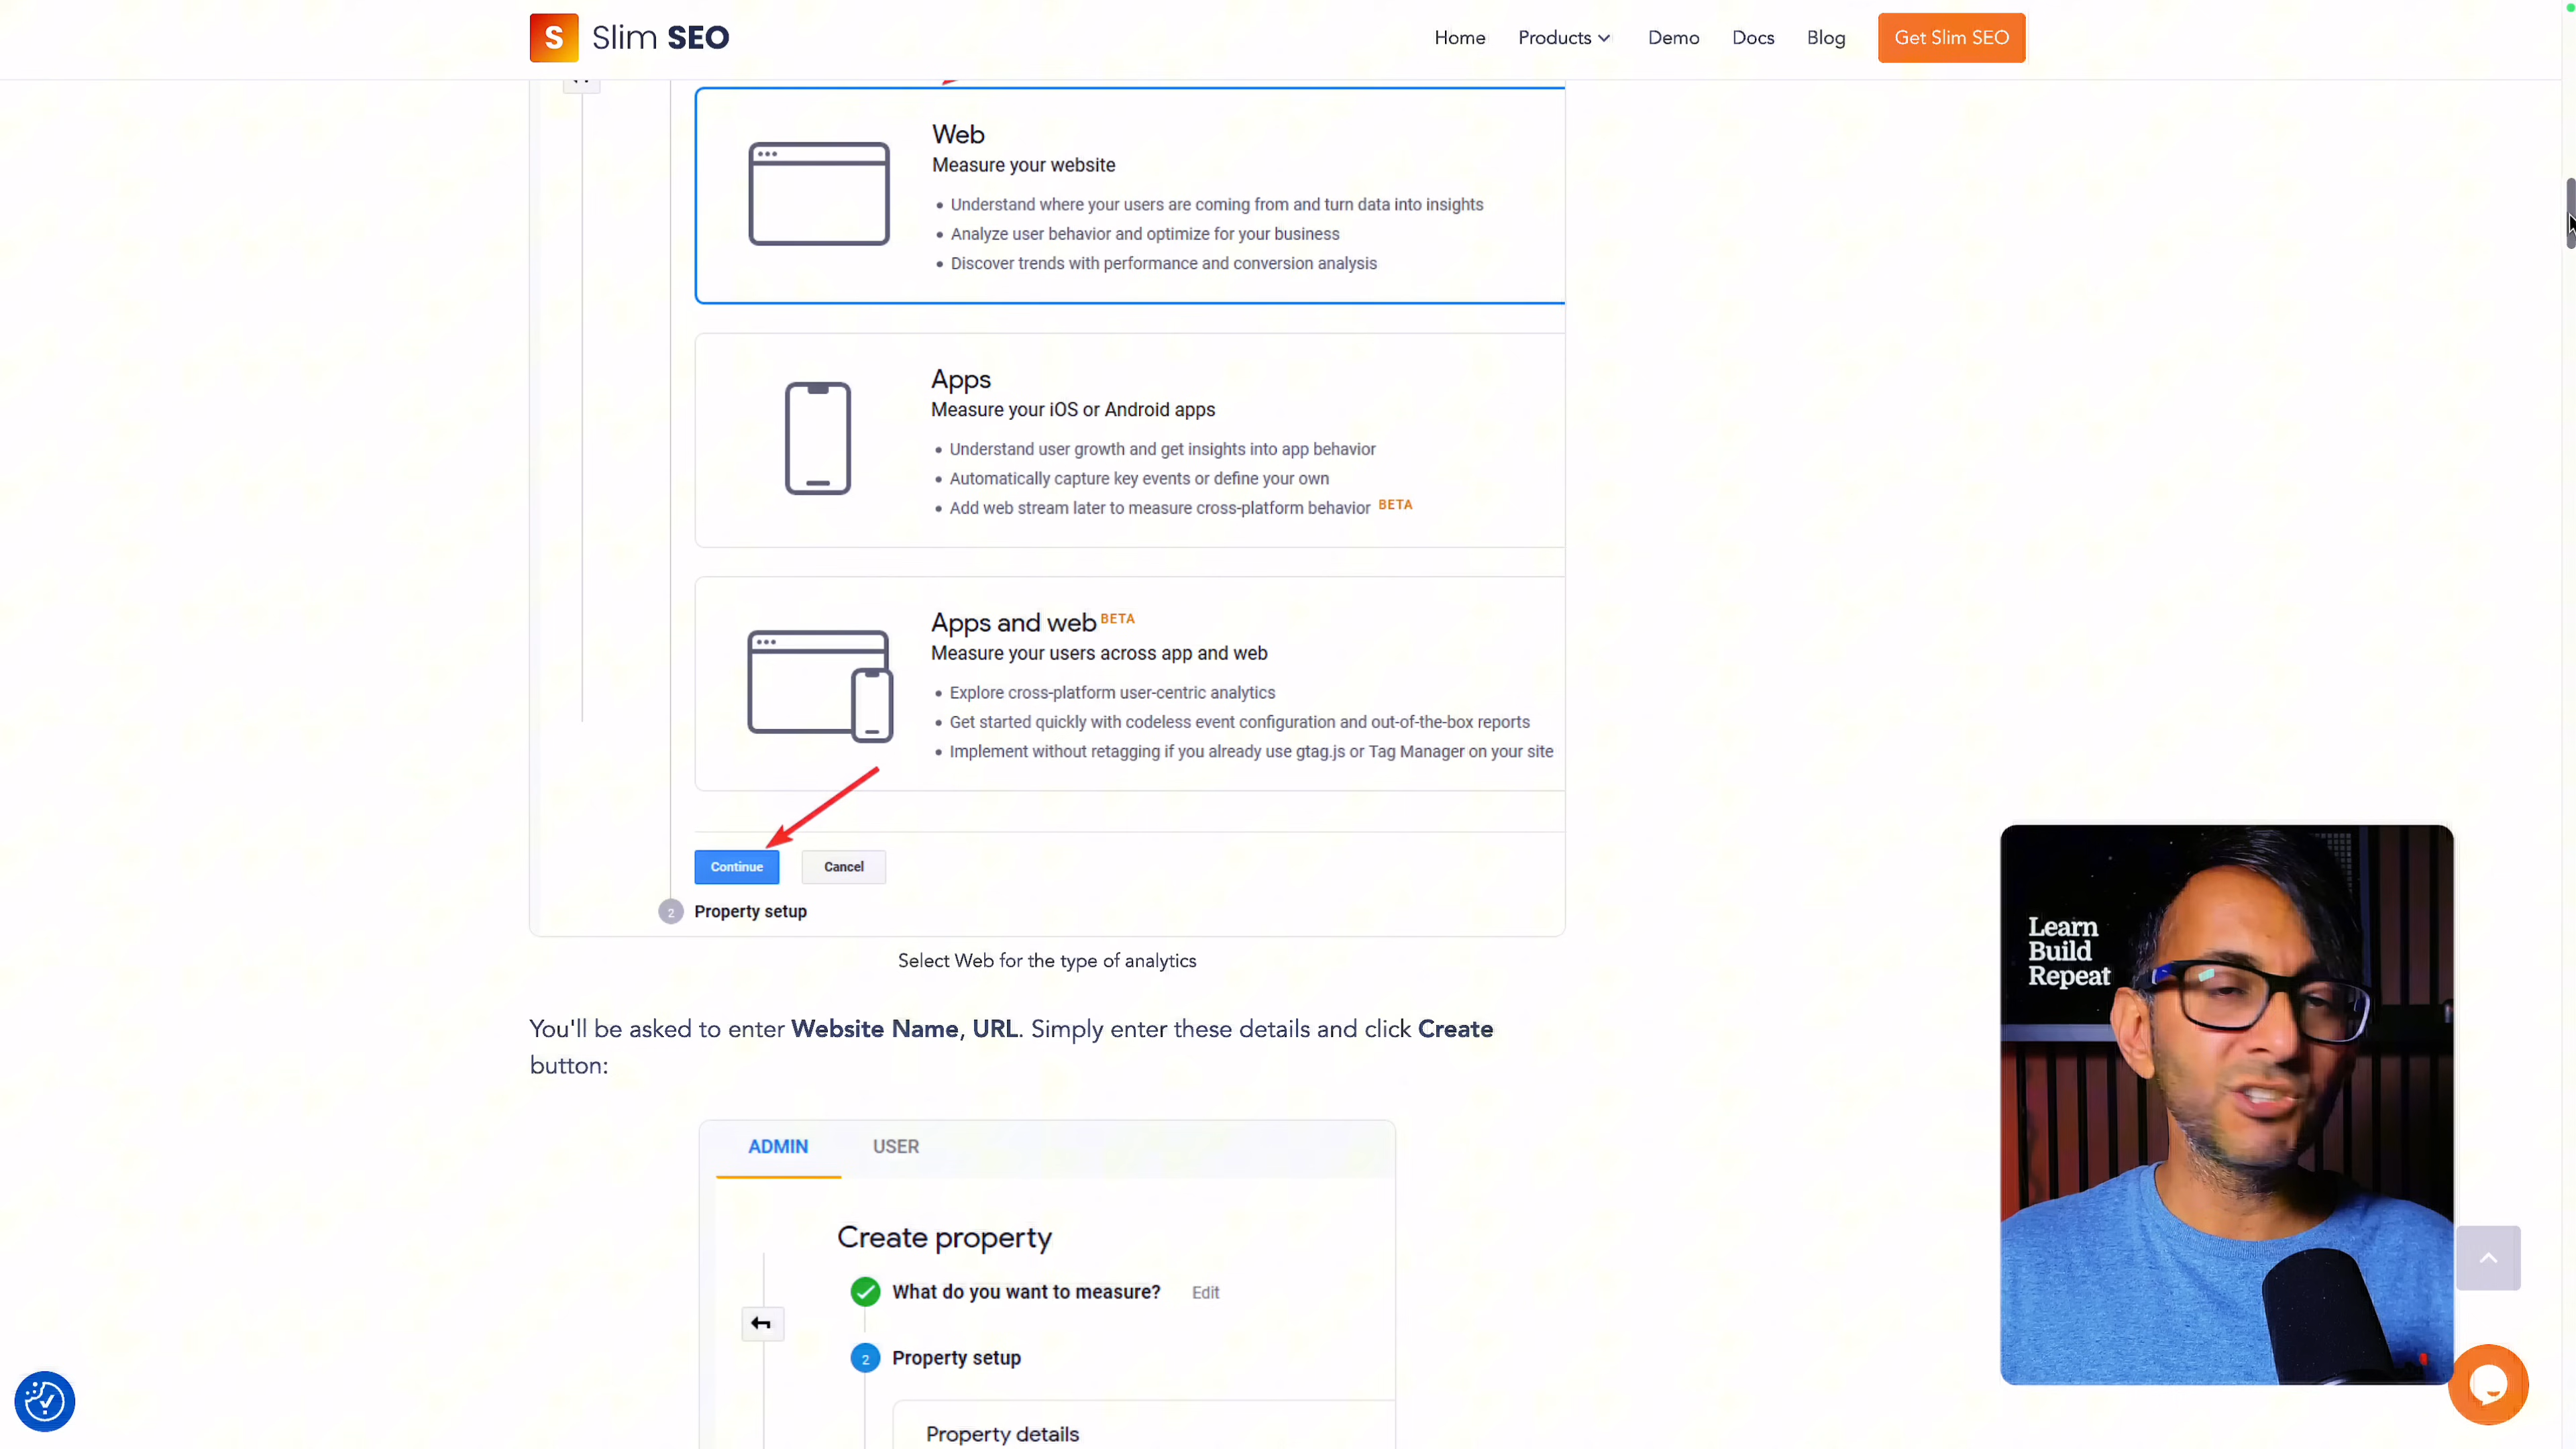 S Slim SEO
Home Products Demo Docs Blog Get Slim SEO
Web
Measure your website
Understand where your users are coming from and turn data into insights
Analyze user behavior and optimize for your business
Discover trends with performance and conversion analysis
Apps
Measure your iOS or Android apps
Understand user growth and get insights into app behavior
Automatically capture key events or define your own
Add web stream later to measure cross-platform behavior BETA
Apps and web BETA
Measure your users across app and web
Explore cross-platform user-centric analytics
Get started quickly with codeless event configuration and out-of-the-box reports
Implement without retagging if you already use gtag.js or Tag Manager on your site
Continue Cancel
2 Property setup
Select Web for the type of analytics
You'll be asked to enter Website Name, URL. Simply enter these details and click Create
button:
ADMIN USER
Create property
What do you want to measure? Edit
2 Property setup
Property details
Learn
Build
Repeat